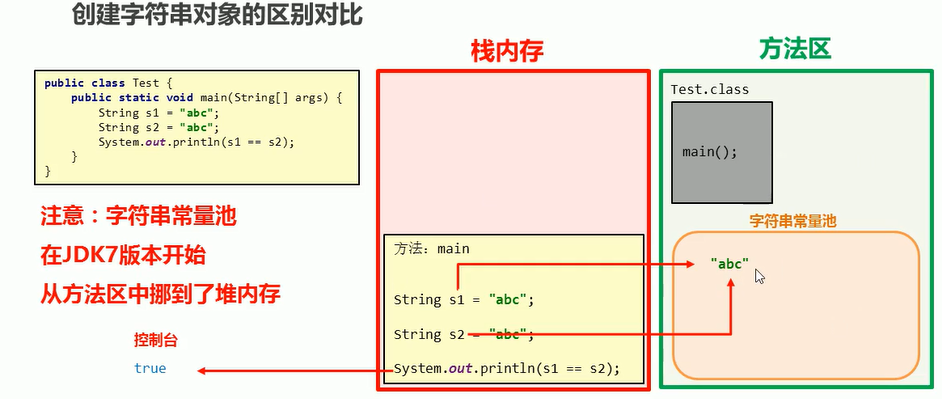 创建字符串对象的区别对比
public class Test {
public static void main(String[] args) {
String s1 = "abc";
String s2 = "abc";
System.out.println(s1 == s2);
}
}
注意：字符串常量池
在JDK7版本开始
从方法区中挪到了堆内存
控制台
true
栈内存
方法：main
String s1 = "abc";
String s2 = "abc";
System.out.println(s1 == s2);
方法区
Test.class
main();
字符串常量池
"abc"